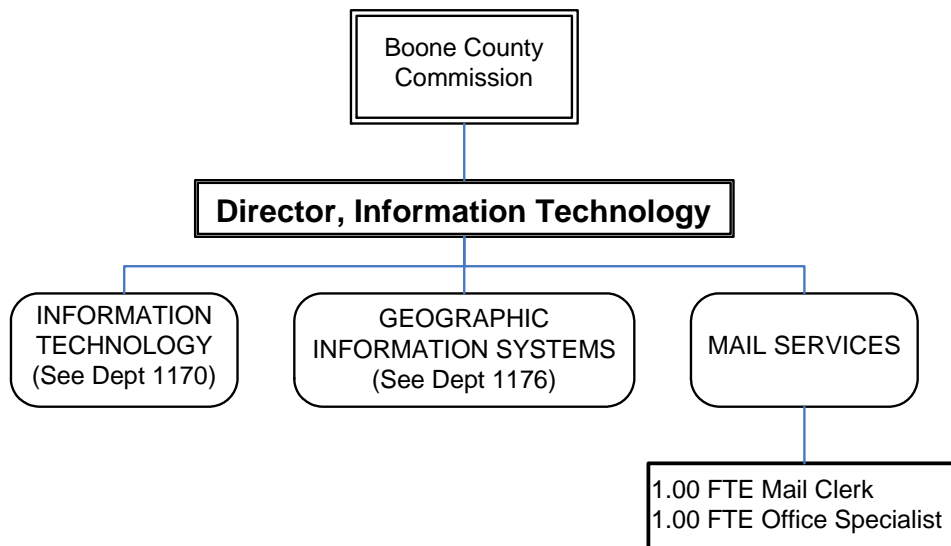 Boone County
Commission
Director, Information Technology
INFORMATION
TECHNOLOGY
(See Dept 1170)
GEOGRAPHIC
INFORMATION SYSTEMS
(See Dept 1176)
MAIL SERVICES
1.00 FTE Mail Clerk
1.00 FTE Office Specialist